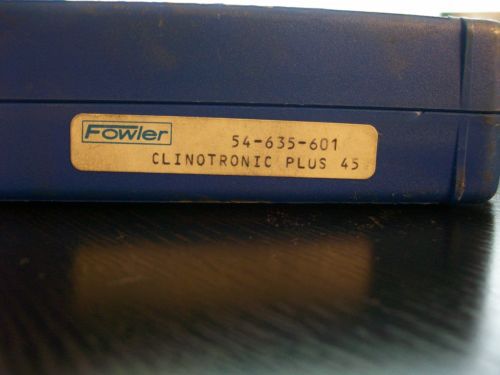 Fowler
54-635-601
CLINOTRONIC PLUS 45